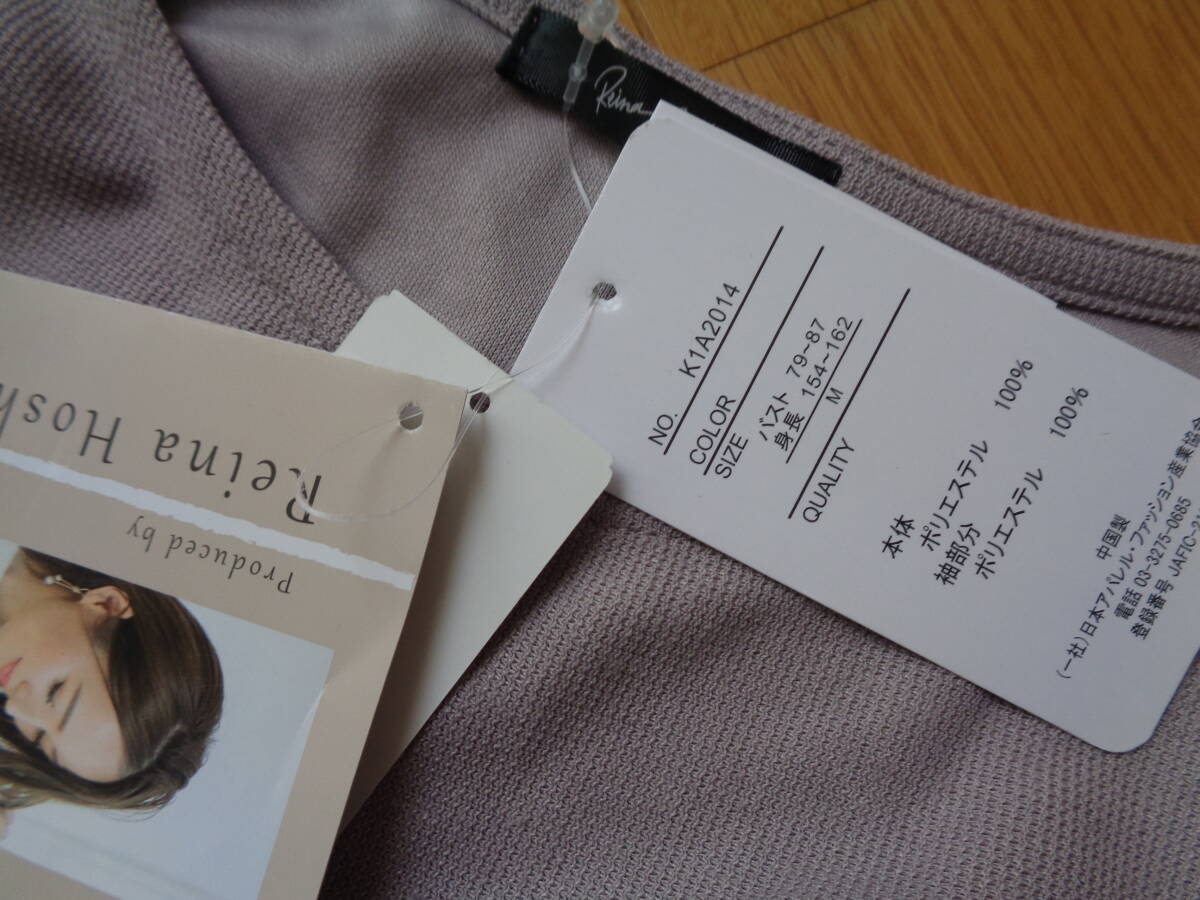 Reina
NO. K1A2014
COLOR
SIZE
バスト 79~87
身長 154~162
M
QUALITY
本体
ポリエステル 100%
袖部分
ポリエステル 100%
中国製
(一社)日本アパレル・ファッション産業協会
電話 03-3275-0685
登録番号 JAFIC-
Produced by
Reina Hosh